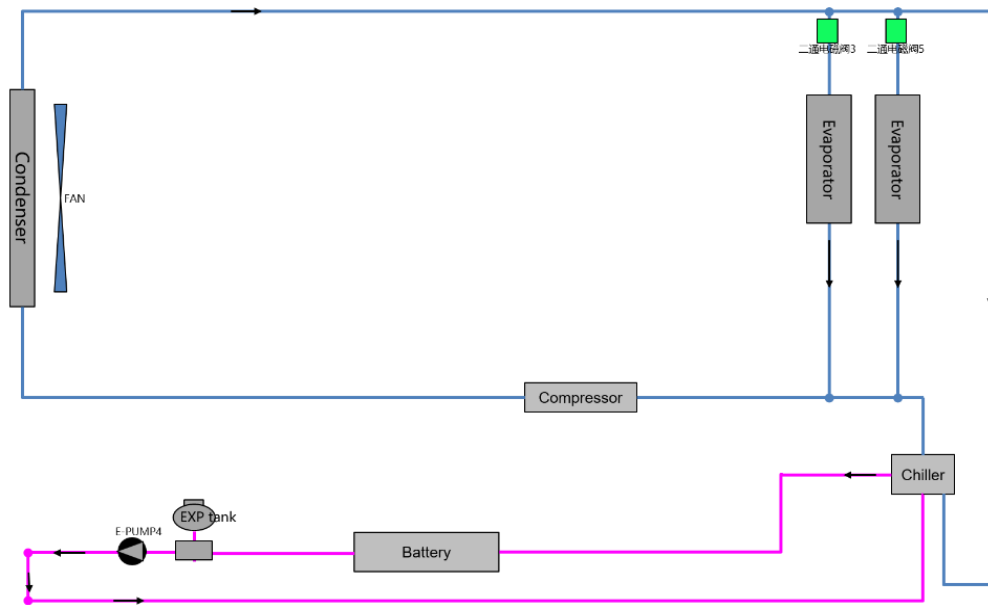 二通电磁阀3
二通电磁阀5
Condenser
FAN
Evaporator
Evaporator
Compressor
Chiller
EXP tank
E-PUMP4
Battery